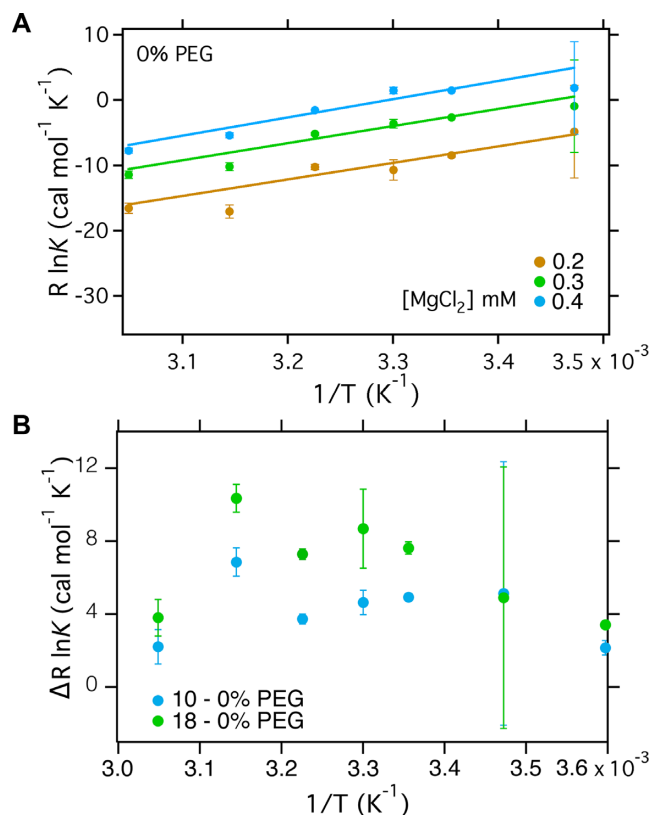 A
R lnK (cal mol⁻¹ K⁻¹)
10
0
-10
-20
-30
0% PEG
0.2
[MgCl₂] mM
0.3
0.4
3.1
3.2
3.3
3.4
3.5 x 10⁻³
1/T (K⁻¹)
B
ΔR lnK (cal mol⁻¹ K⁻¹)
12
8
4
0
10 - 0% PEG
18 - 0% PEG
3.0
3.1
3.2
3.3
3.4
3.5
3.6 x 10⁻³
1/T (K⁻¹)